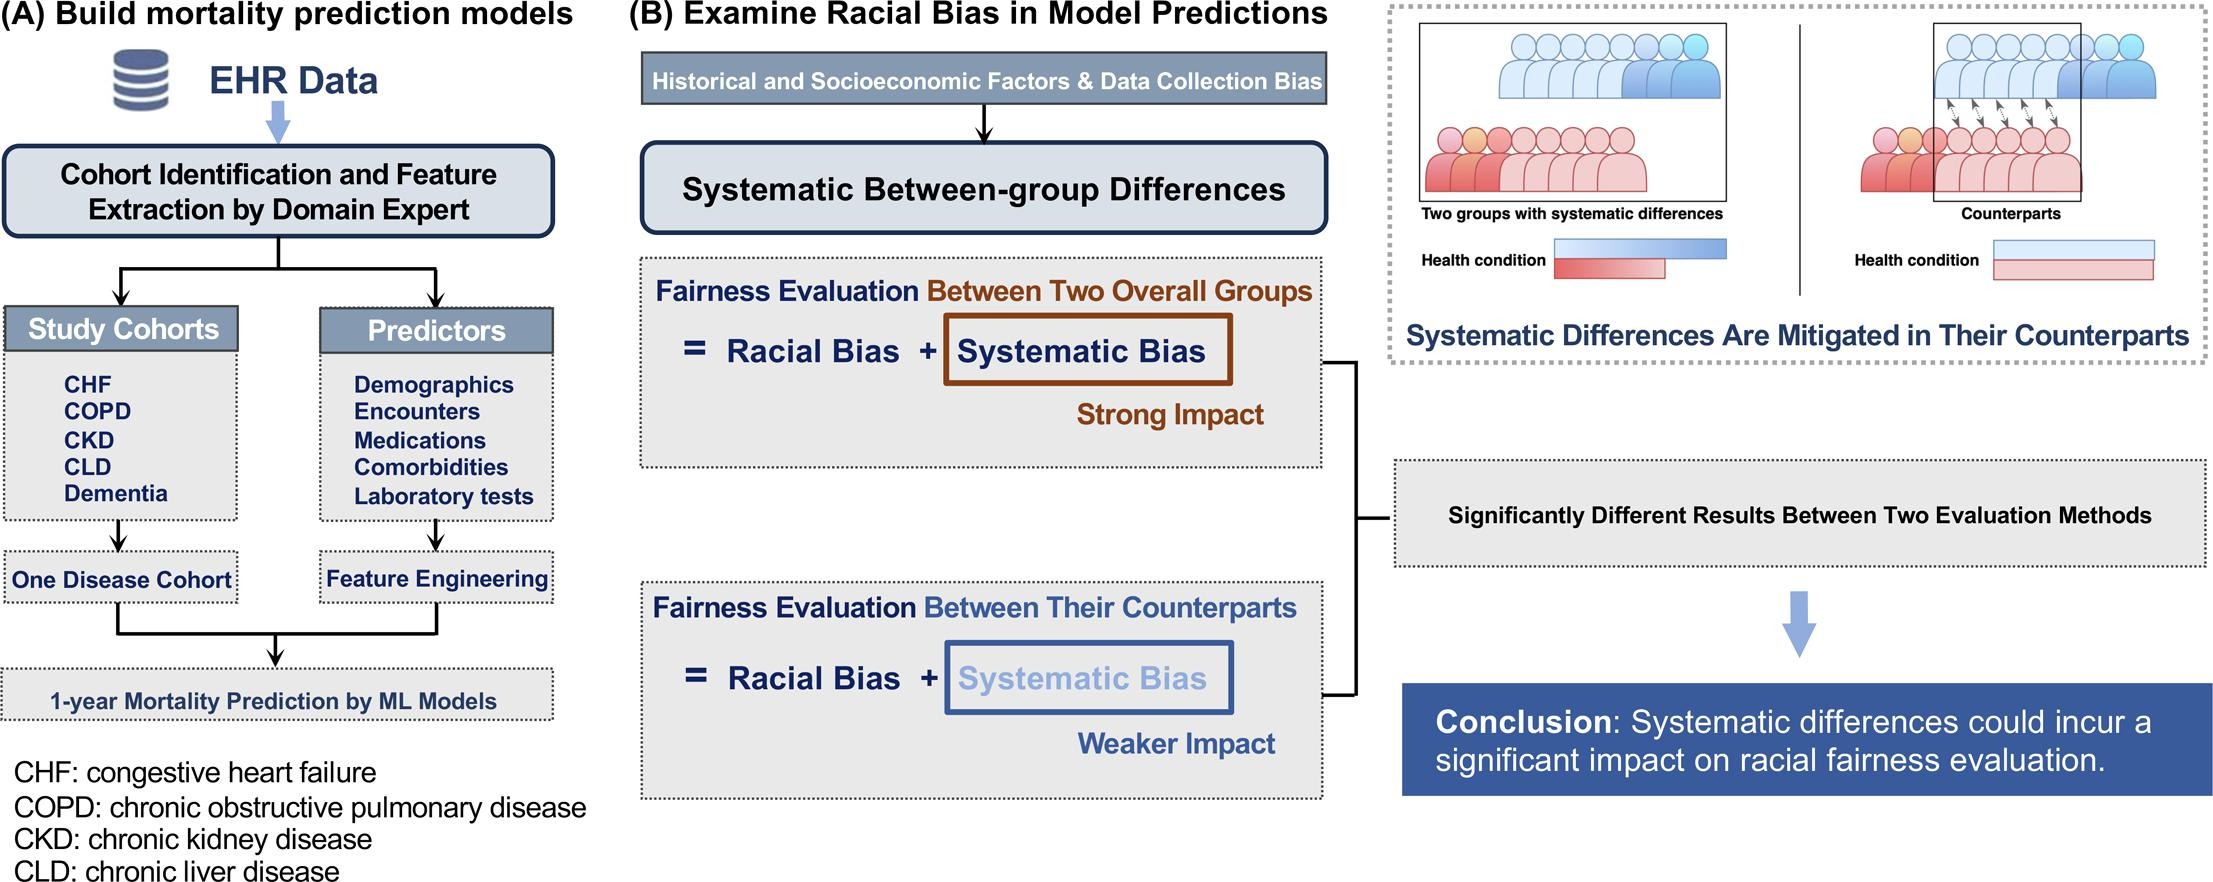 (A) Build mortality prediction models
EHR Data
Cohort Identification and Feature
Extraction by Domain Expert
Study Cohorts
CHF
COPD
CKD
CLD
Dementia
One Disease Cohort
Predictors
Demographics
Encounters
Medications
Comorbidities
Laboratory tests
Feature Engineering
1-year Mortality Prediction by ML Models
CHF: congestive heart failure
COPD: chronic obstructive pulmonary disease
CKD: chronic kidney disease
CLD: chronic liver disease
(B) Examine Racial Bias in Model Predictions
Historical and Socioeconomic Factors & Data Collection Bias
Systematic Between-group Differences
Fairness Evaluation Between Two Overall Groups
= Racial Bias + Systematic Bias
Strong Impact
Fairness Evaluation Between Their Counterparts
= Racial Bias + Systematic Bias
Weaker Impact
Two groups with systematic differences
Health condition
Counterparts
Health condition
Systematic Differences Are Mitigated in Their Counterparts
Significantly Different Results Between Two Evaluation Methods
Conclusion: Systematic differences could incur a
significant impact on racial fairness evaluation.